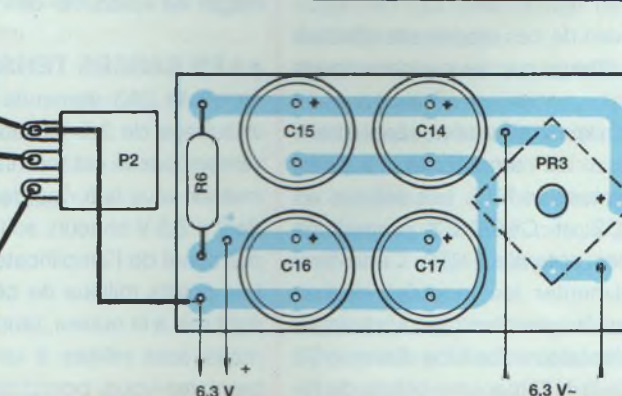 P2
R6
C15 +
C14 +
PR3
- +
C16 +
C17 +
+
6.3 V
6.3 V~